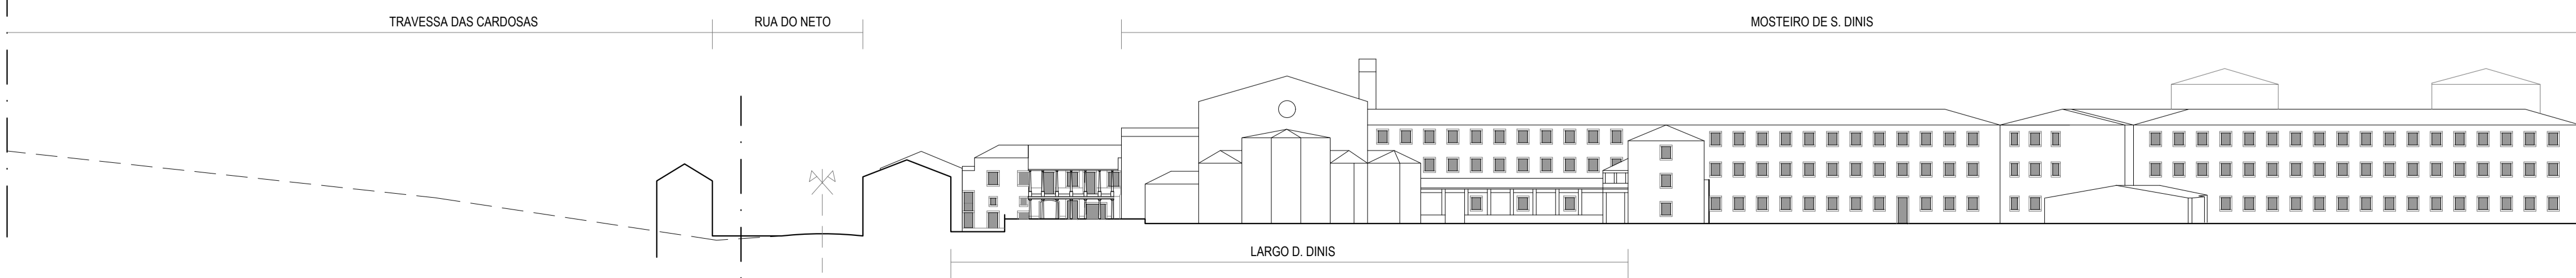 TRAVESSA DAS CARDOSAS
RUA DO NETO
MOSTEIRO DE S. DINIS
LARGO D. DINIS